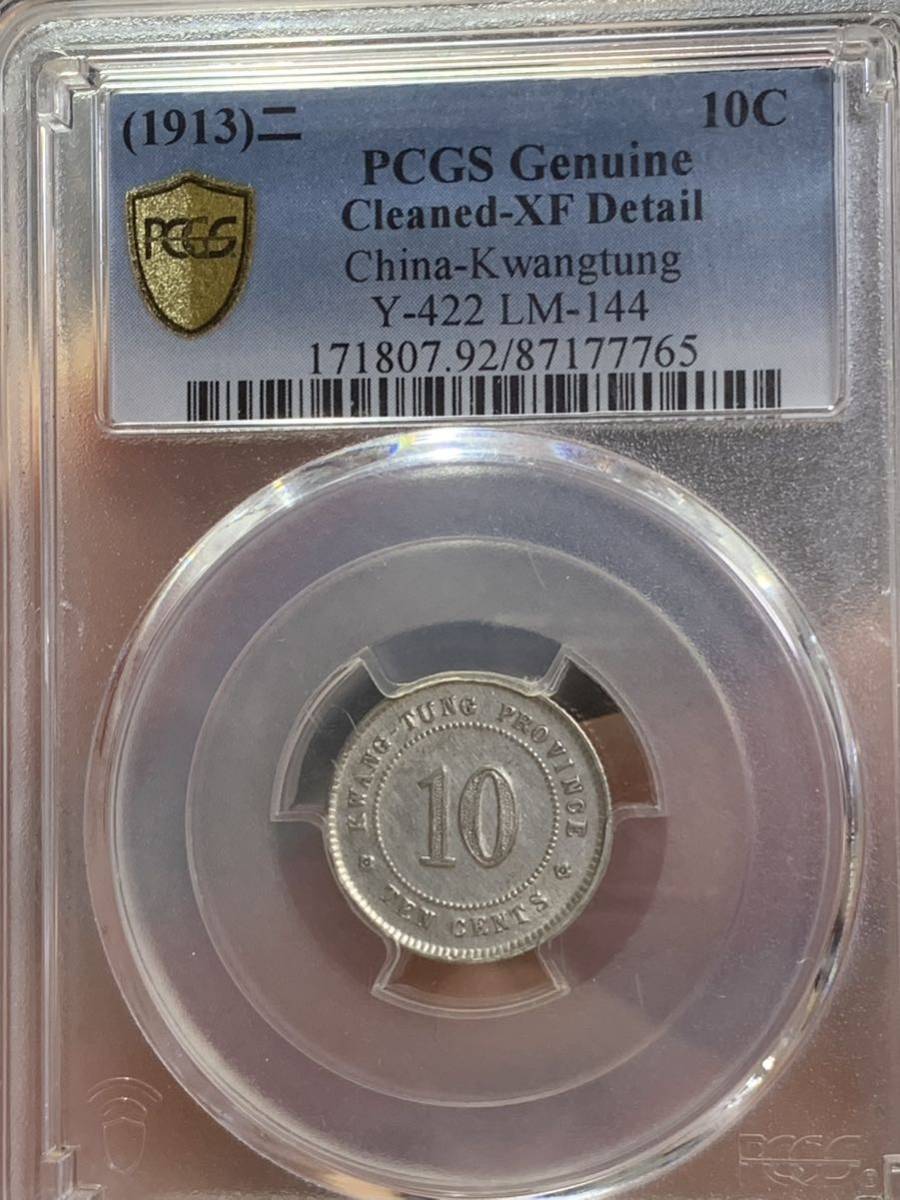 (1913)二 10C
PCGS Genuine
Cleaned-XF Detail
PCGS
China-Kwangtung
Y-422 LM-144
171807.92/87177765
KWANG-TUNG PROVINCE
10
TEN CENTS
PCGS